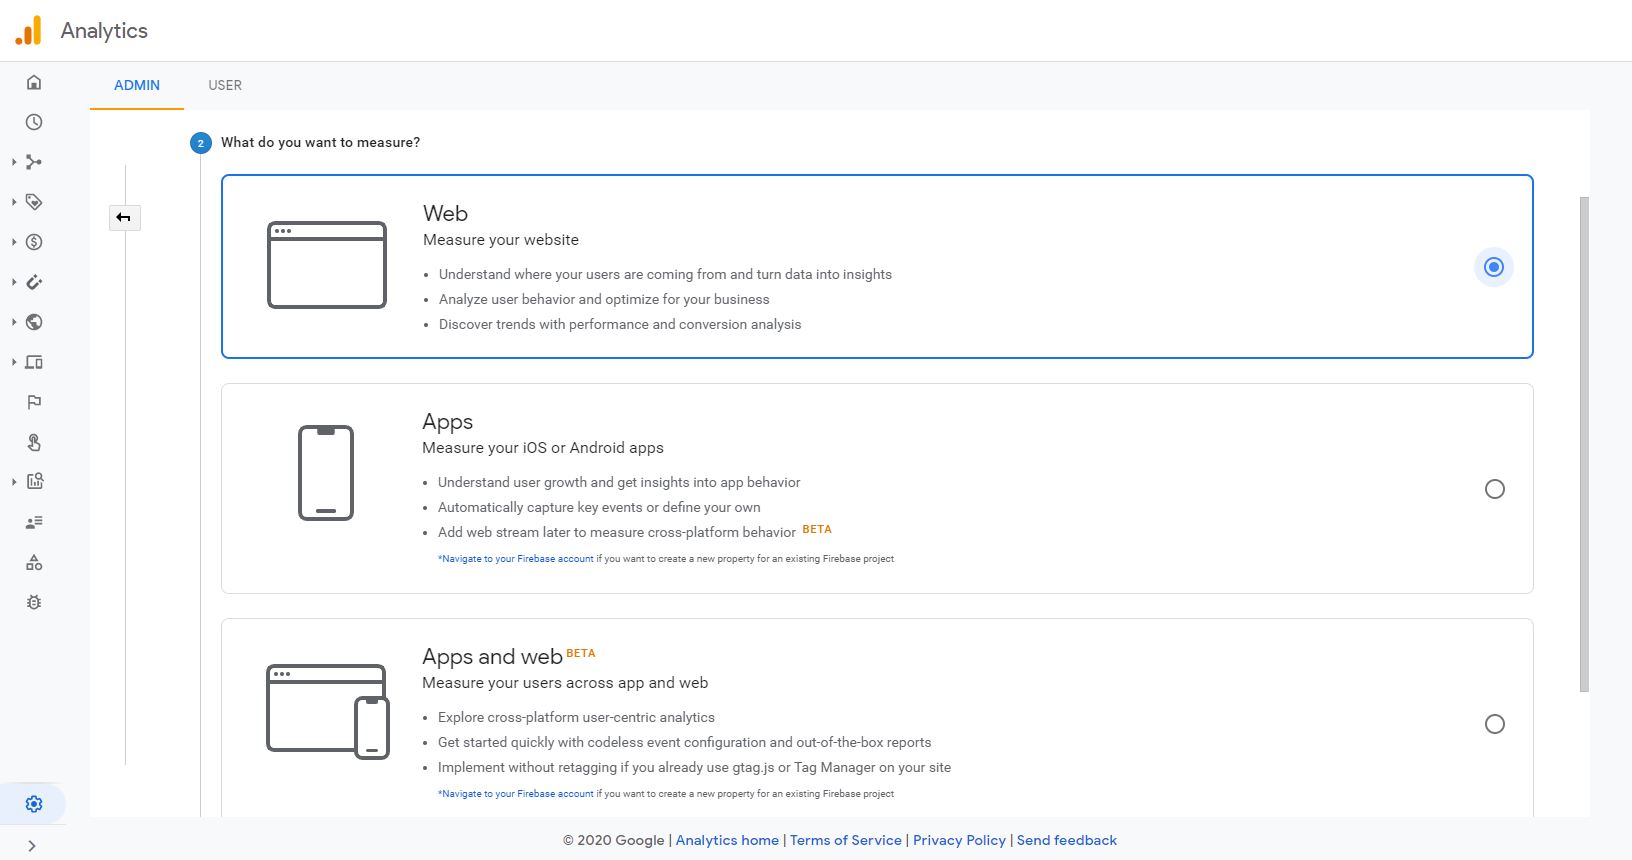 Analytics
ADMIN
USER
2
What do you want to measure?
Web
Measure your website
• Understand where your users are coming from and turn data into insights
• Analyze user behavior and optimize for your business
• Discover trends with performance and conversion analysis
Apps
Measure your iOS or Android apps
• Understand user growth and get insights into app behavior
• Automatically capture key events or define your own
• Add web stream later to measure cross-platform behavior BETA
*Navigate to your Firebase account if you want to create a new property for an existing Firebase project
Apps and web BETA
Measure your users across app and web
• Explore cross-platform user-centric analytics
• Get started quickly with codeless event configuration and out-of-the-box reports
• Implement without retagging if you already use gtag.js or Tag Manager on your site
*Navigate to your Firebase account if you want to create a new property for an existing Firebase project
© 2020 Google | Analytics home | Terms of Service | Privacy Policy | Send feedback